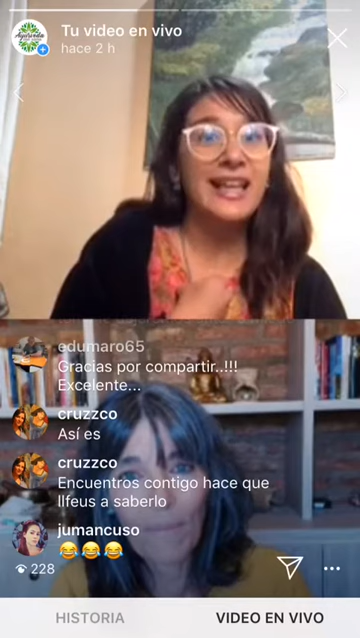 Ayurveda
Tu video en vivo
hace 2 h
edumaro65
Gracias por compartir..!!!
Excelente...
cruzzco
Así es
cruzzco
Encuentros contigo hace que
llfeus a saberlo
jumancuso
😂😂😂
228
HISTORIA
VIDEO EN VIVO